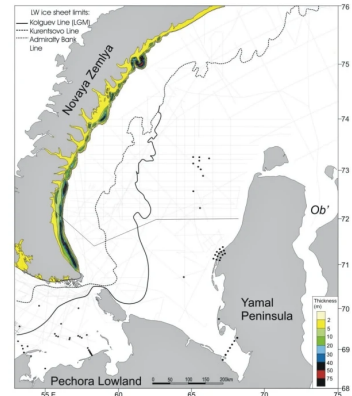 LW ice sheet limits:
Kolguev Line (LGM)
Kurentsovo Line
Admiralty Bank
Line
Novaya Zemlya
Ob'
Yamal
Peninsula
Pechora Lowland
0 50 100 150 200km
Thickness
(m)
2
5
10
20
30
40
50
75
76
75
74
73
72
71
70
69
68
55 E
60
65
70
75